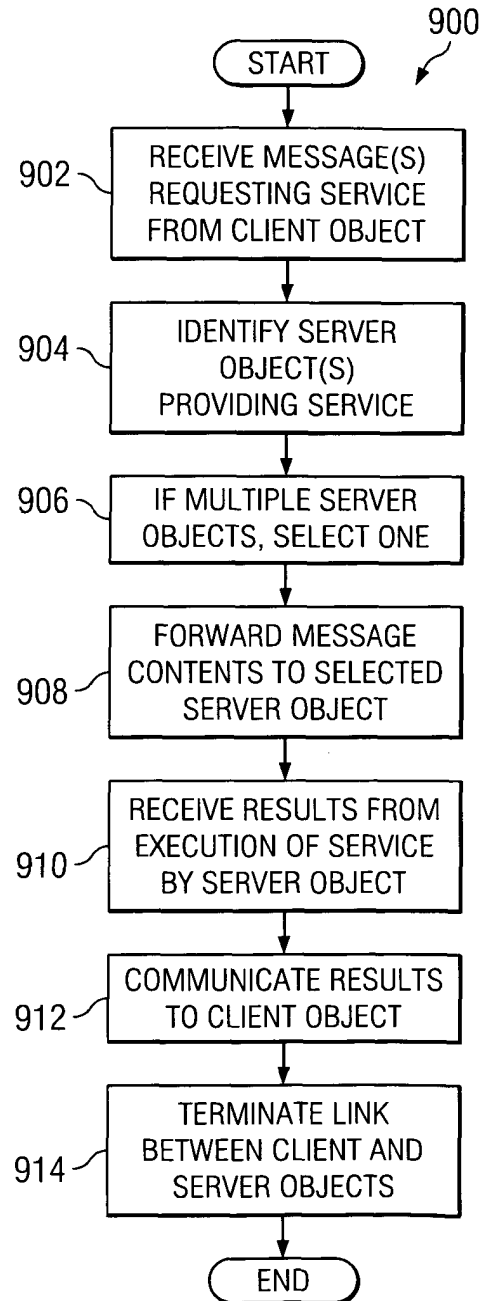 900
START
902
RECEIVE MESSAGE(S)
REQUESTING SERVICE
FROM CLIENT OBJECT
904
IDENTIFY SERVER
OBJECT(S)
PROVIDING SERVICE
906
IF MULTIPLE SERVER
OBJECTS, SELECT ONE
908
FORWARD MESSAGE
CONTENTS TO SELECTED
SERVER OBJECT
910
RECEIVE RESULTS FROM
EXECUTION OF SERVICE
BY SERVER OBJECT
912
COMMUNICATE RESULTS
TO CLIENT OBJECT
914
TERMINATE LINK
BETWEEN CLIENT AND
SERVER OBJECTS
END